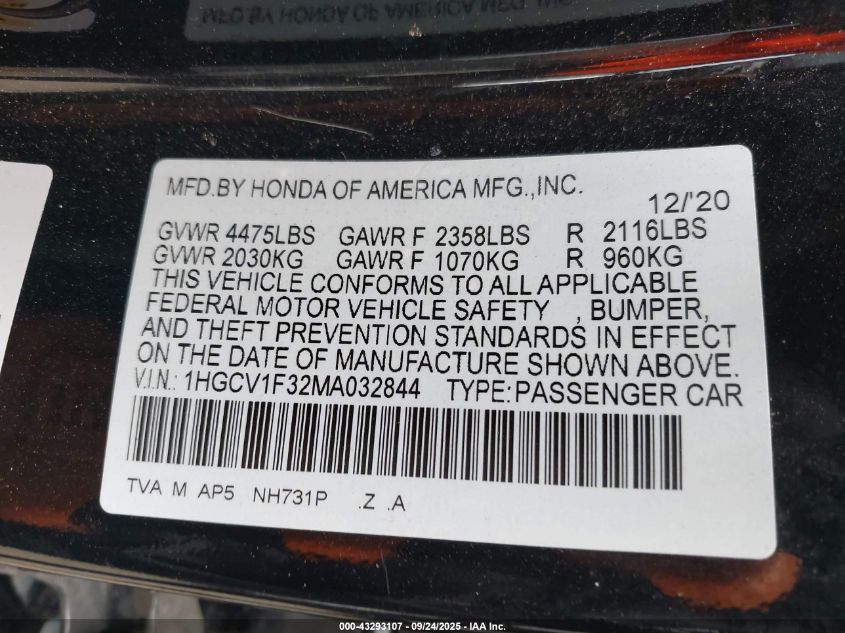 MFD.BY HONDA OF AMERICA MFG.,INC.
12/'20
GVWR 4475LBS GAWR F 2358LBS R 2116LBS
GVWR 2030KG GAWR F 1070KG R 960KG
THIS VEHICLE CONFORMS TO ALL APPLICABLE
FEDERAL MOTOR VEHICLE SAFETY , BUMPER,
AND THEFT PREVENTION STANDARDS IN EFFECT
ON THE DATE OF MANUFACTURE SHOWN ABOVE.
V.I.N.: 1HGCV1F32MA032844 TYPE:PASSENGER CAR
TVA M AP5 NH731P .Z .A
000-43293107 - 09/24/2025 - IAA Inc.